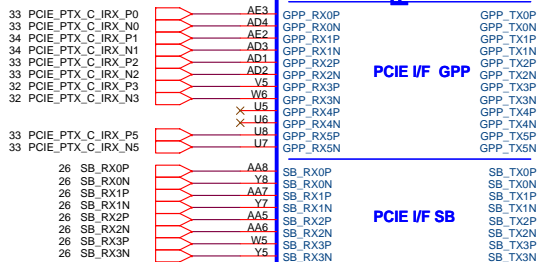 33 PCIE_PTX_C_IRX_P0 AE3 GPP_RX0P GPP_TX0P
33 PCIE_PTX_C_IRX_N0 AD4 GPP_RX0N GPP_TX0N
34 PCIE_PTX_C_IRX_P1 AE2 GPP_RX1P GPP_TX1P
34 PCIE_PTX_C_IRX_N1 AD3 GPP_RX1N GPP_TX1N
33 PCIE_PTX_C_IRX_P2 AD1 GPP_RX2P PCIE I/F GPP GPP_TX2P
33 PCIE_PTX_C_IRX_N2 AD2 GPP_RX2N GPP_TX2N
32 PCIE_PTX_C_IRX_P3 V5 GPP_RX3P GPP_TX3P
32 PCIE_PTX_C_IRX_N3 W6 GPP_RX3N GPP_TX3N
U5 GPP_RX4P GPP_TX4P
U6 GPP_RX4N GPP_TX4N
33 PCIE_PTX_C_IRX_P5 U8 GPP_RX5P GPP_TX5P
33 PCIE_PTX_C_IRX_N5 U7 GPP_RX5N GPP_TX5N
26 SB_RX0P AA8 SB_RX0P SB_TX0P
26 SB_RX0N Y8 SB_RX0N SB_TX0N
26 SB_RX1P AA7 SB_RX1P SB_TX1P
26 SB_RX1N Y7 SB_RX1N SB_TX1N
26 SB_RX2P AA5 SB_RX2P PCIE I/F SB SB_TX2P
26 SB_RX2N AA6 SB_RX2N SB_TX2N
26 SB_RX3P W5 SB_RX3P SB_TX3P
26 SB_RX3N Y5 SB_RX3N SB_TX3N